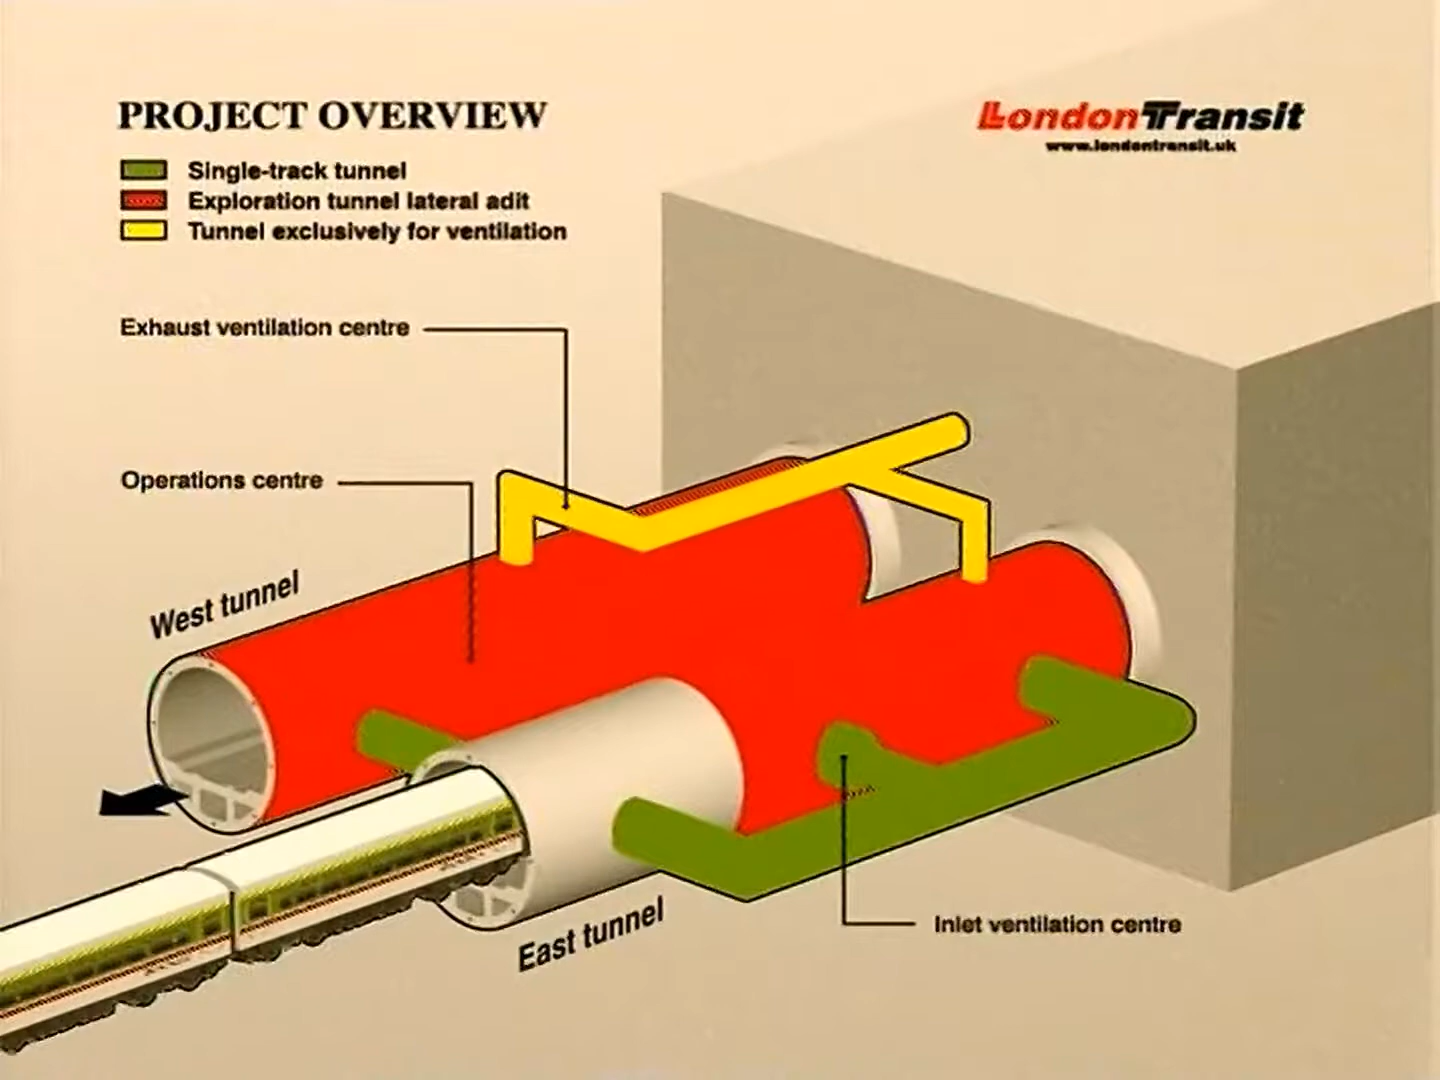 PROJECT OVERVIEW
LondonTransit
www.londontransit.uk
Single-track tunnel
Exploration tunnel lateral adit
Tunnel exclusively for ventilation
Exhaust ventilation centre
Operations centre
West tunnel
East tunnel
Inlet ventilation centre